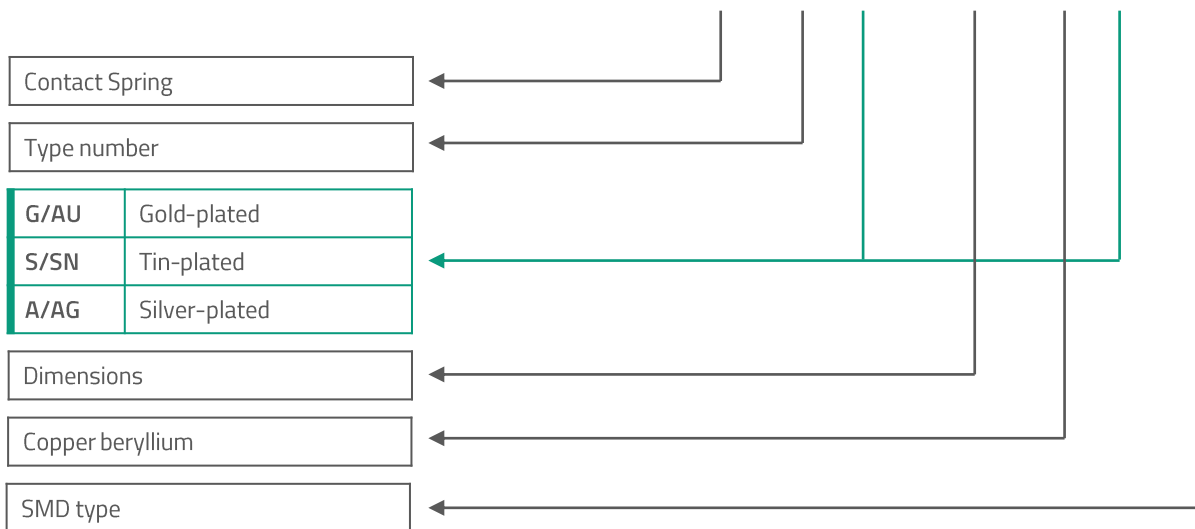 Contact Spring
Type number
G/AU Gold-plated
S/SN Tin-plated
A/AG Silver-plated
Dimensions
Copper beryllium
SMD type